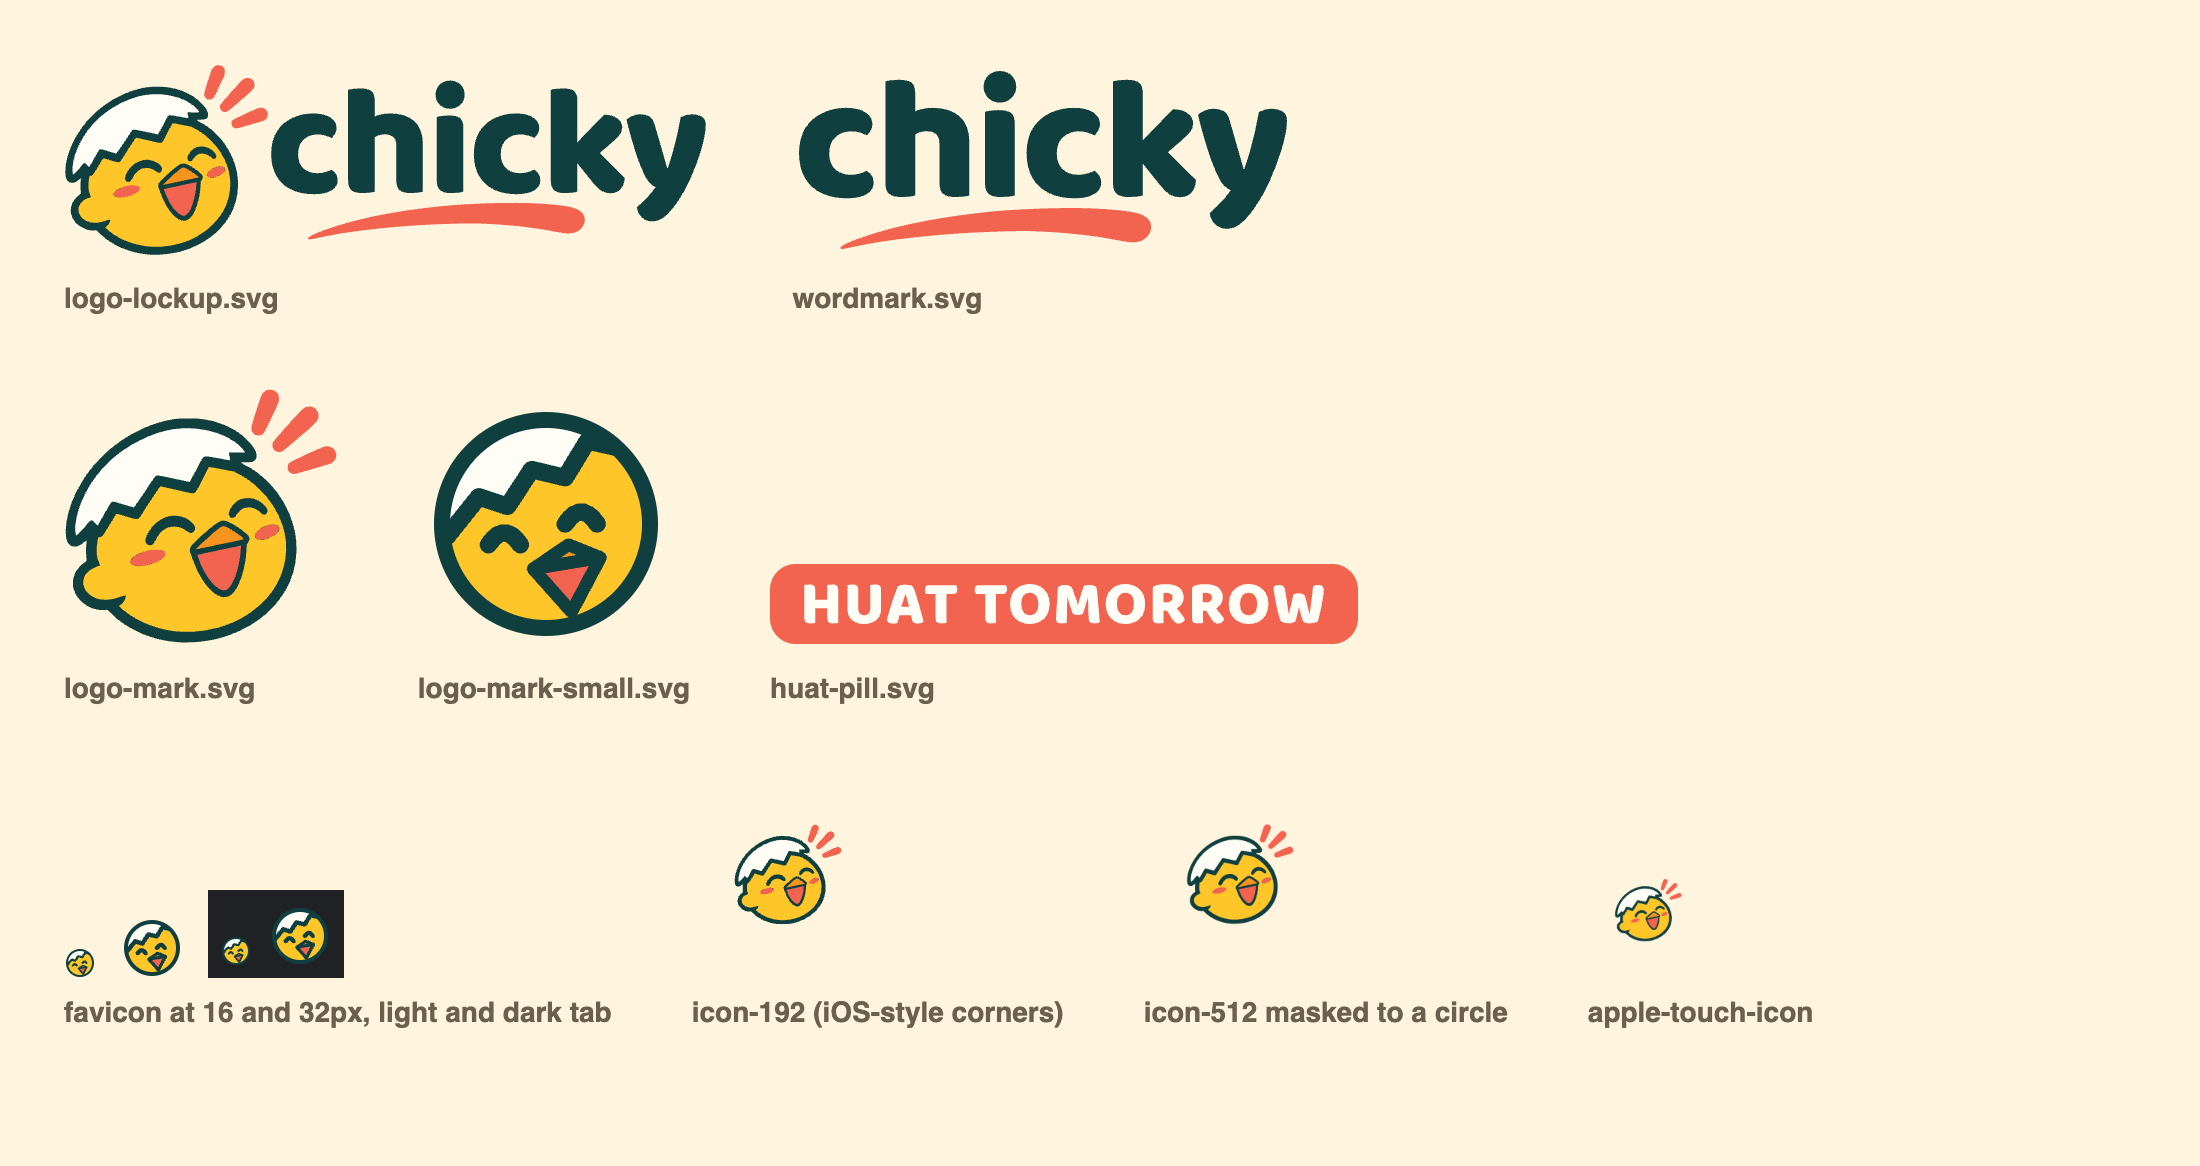 chicky
chicky
logo-lockup.svg
wordmark.svg
HUAT TOMORROW
logo-mark.svg
logo-mark-small.svg
huat-pill.svg
favicon at 16 and 32px, light and dark tab
icon-192 (iOS-style corners)
icon-512 masked to a circle
apple-touch-icon